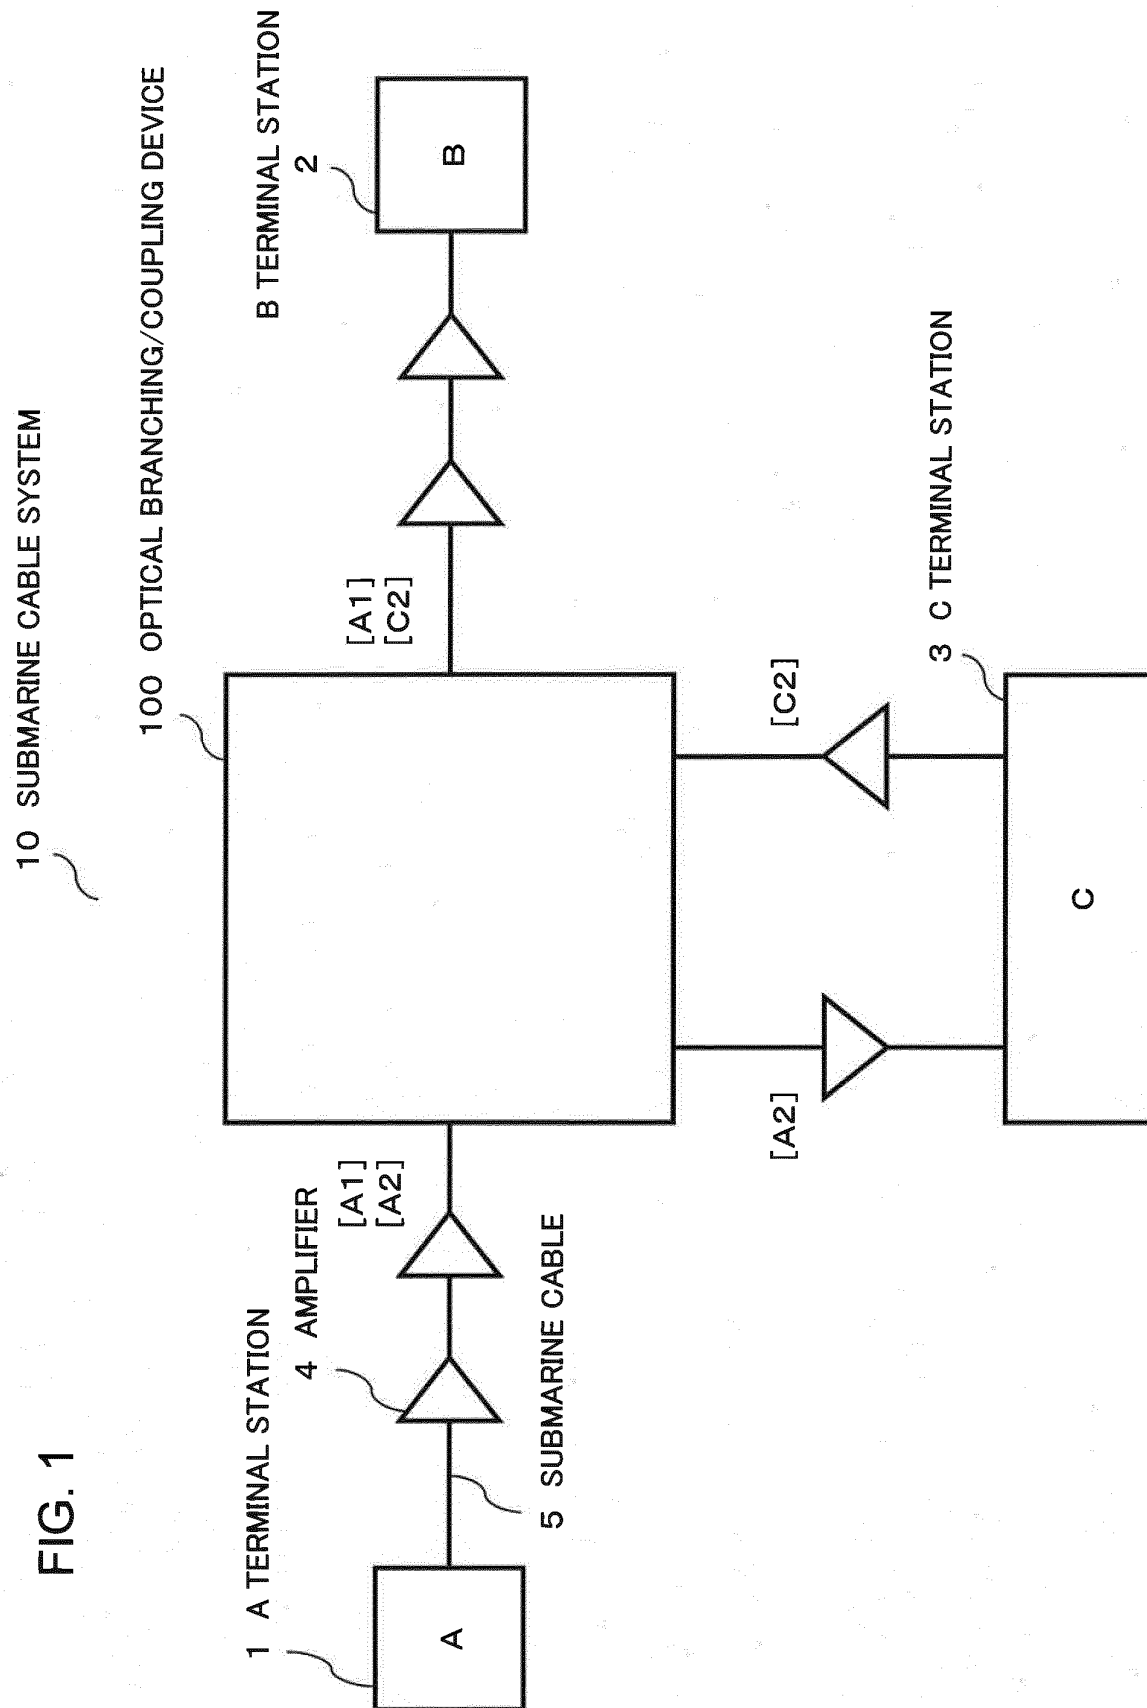 FIG. 1
10 SUBMARINE CABLE SYSTEM
100 OPTICAL BRANCHING/COUPLING DEVICE
1 A TERMINAL STATION
4 AMPLIFIER
B TERMINAL STATION
2
[A1]
[A2]
[A1]
[C2]
A
B
5 SUBMARINE CABLE
[A2]
[C2]
3 C TERMINAL STATION
C